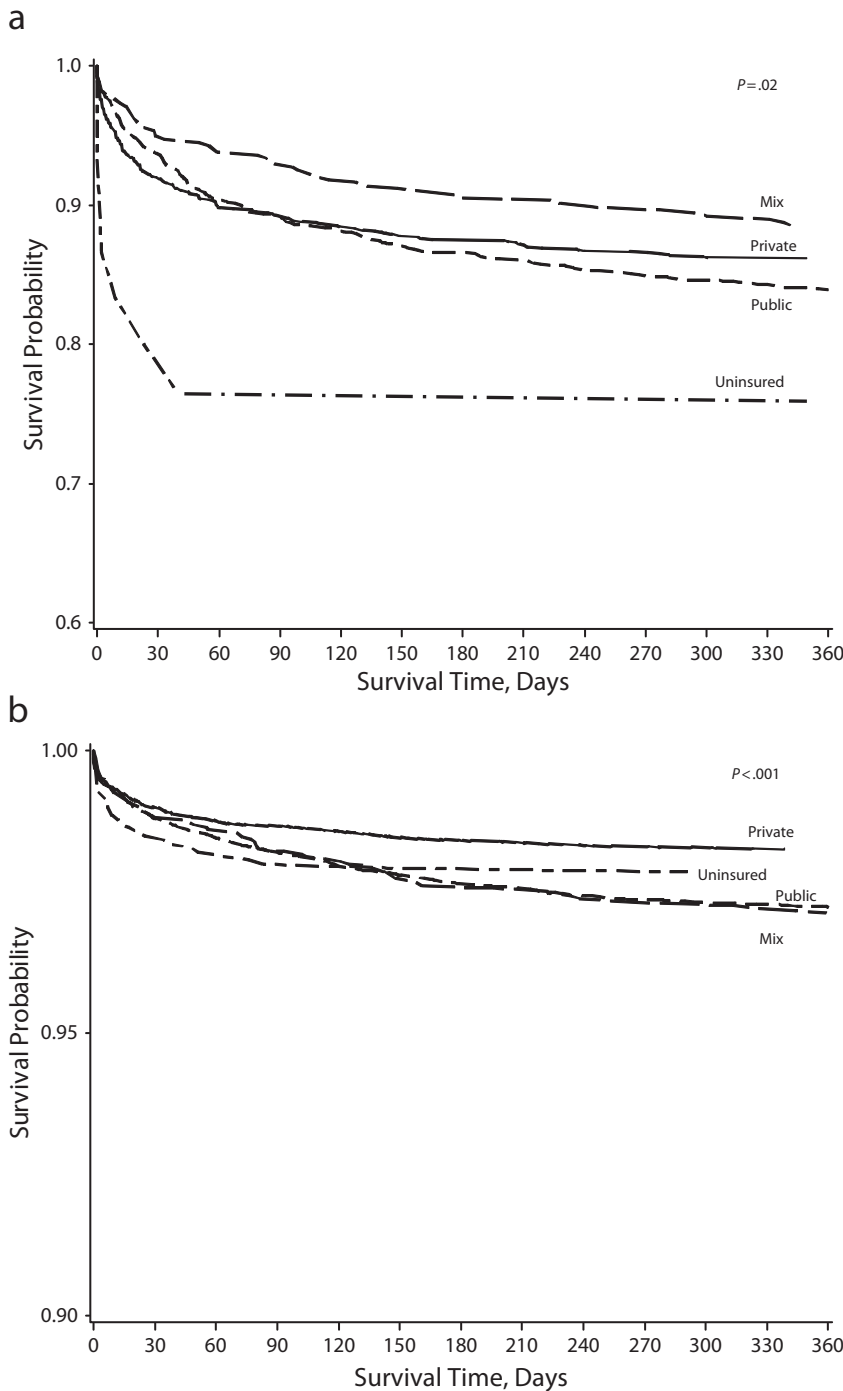 a
1.0
P=.02
Mix
0.9
Private
Public
0.8
Uninsured
0.7
0.6
Survival Probability
0 30 60 90 120 150 180 210 240 270 300 330 360
Survival Time, Days
b
1.00
P<.001
Private
Uninsured
Public
Mix
0.95
0.90
Survival Probability
0 30 60 90 120 150 180 210 240 270 300 330 360
Survival Time, Days